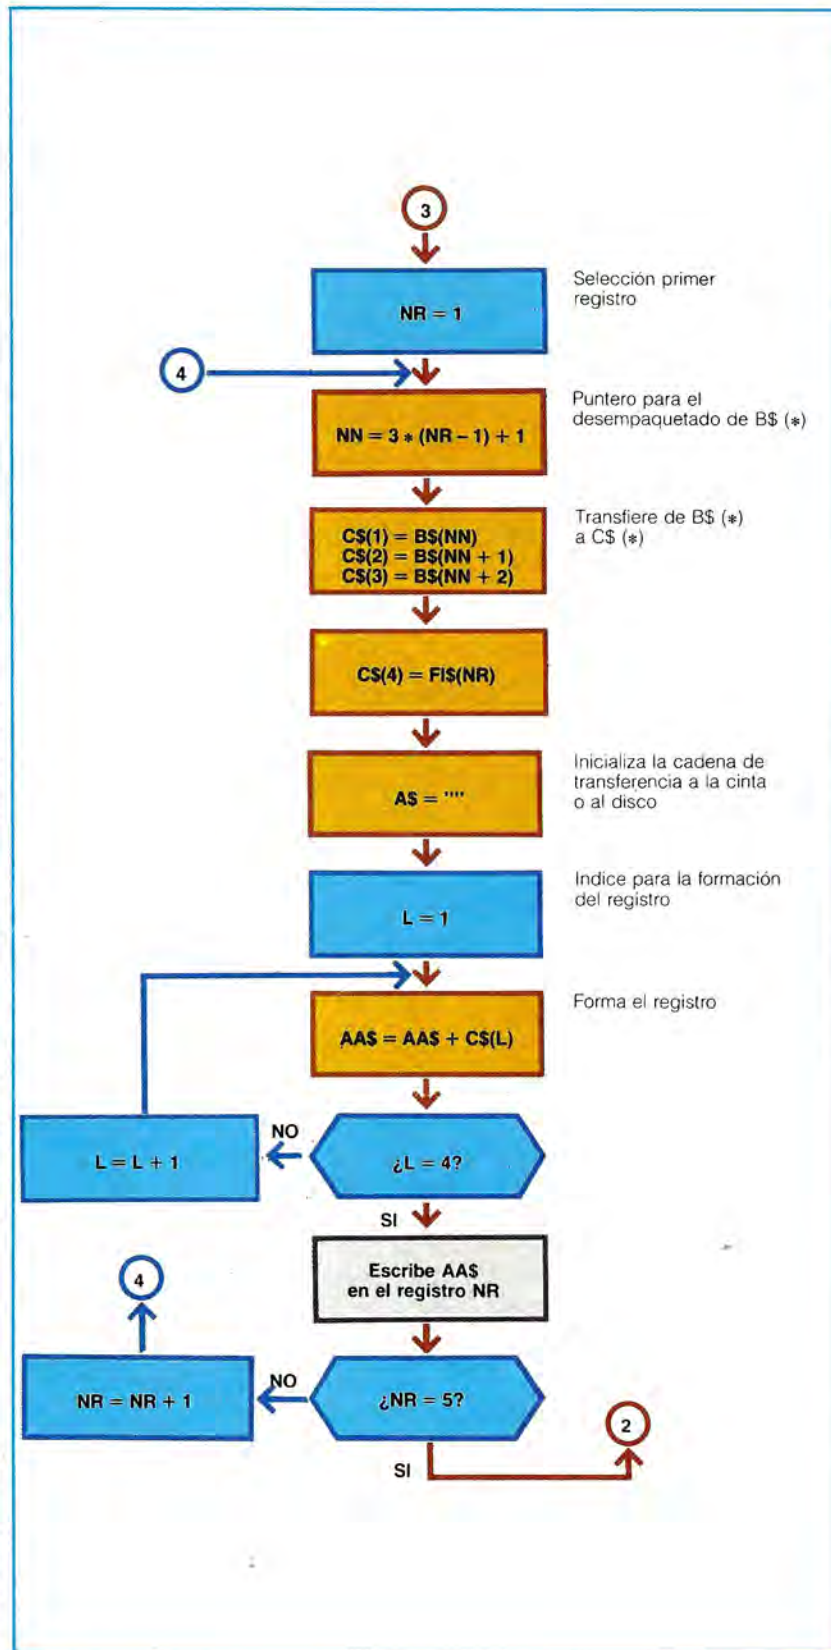 3
NR = 1
Selección primer
registro
4
NN = 3 * (NR – 1) + 1
Puntero para el
desempaquetado de B$ (*)
C$(1) = B$(NN)
C$(2) = B$(NN + 1)
C$(3) = B$(NN + 2)
Transfiere de B$ (*)
a C$ (*)
C$(4) = FI$(NR)
A$ = ""
Inicializa la cadena de
transferencia a la cinta
o al disco
L = 1
Indice para la formación
del registro
AA$ = AA$ + C$(L)
Forma el registro
L = L + 1
NO
¿L = 4?
SI
Escribe AA$
en el registro NR
4
NR = NR + 1
NO
¿NR = 5?
SI
2